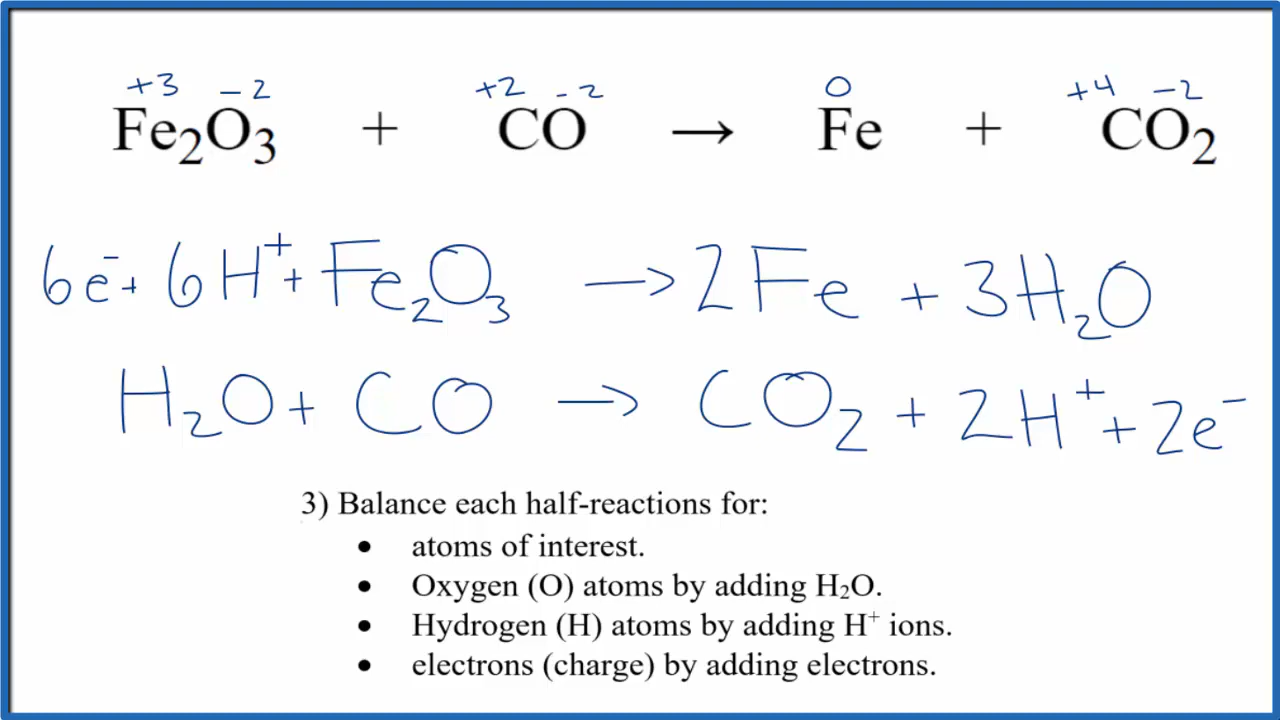 +3 −2 +2 -2 0 +4 −2
Fe₂O₃ + CO → Fe + CO₂
6e⁻ + 6H⁺ + Fe₂O₃ → 2Fe + 3H₂O
H₂O + CO → CO₂ + 2H⁺ + 2e⁻
3) Balance each half-reactions for:
• atoms of interest.
• Oxygen (O) atoms by adding H₂O.
• Hydrogen (H) atoms by adding H⁺ ions.
• electrons (charge) by adding electrons.